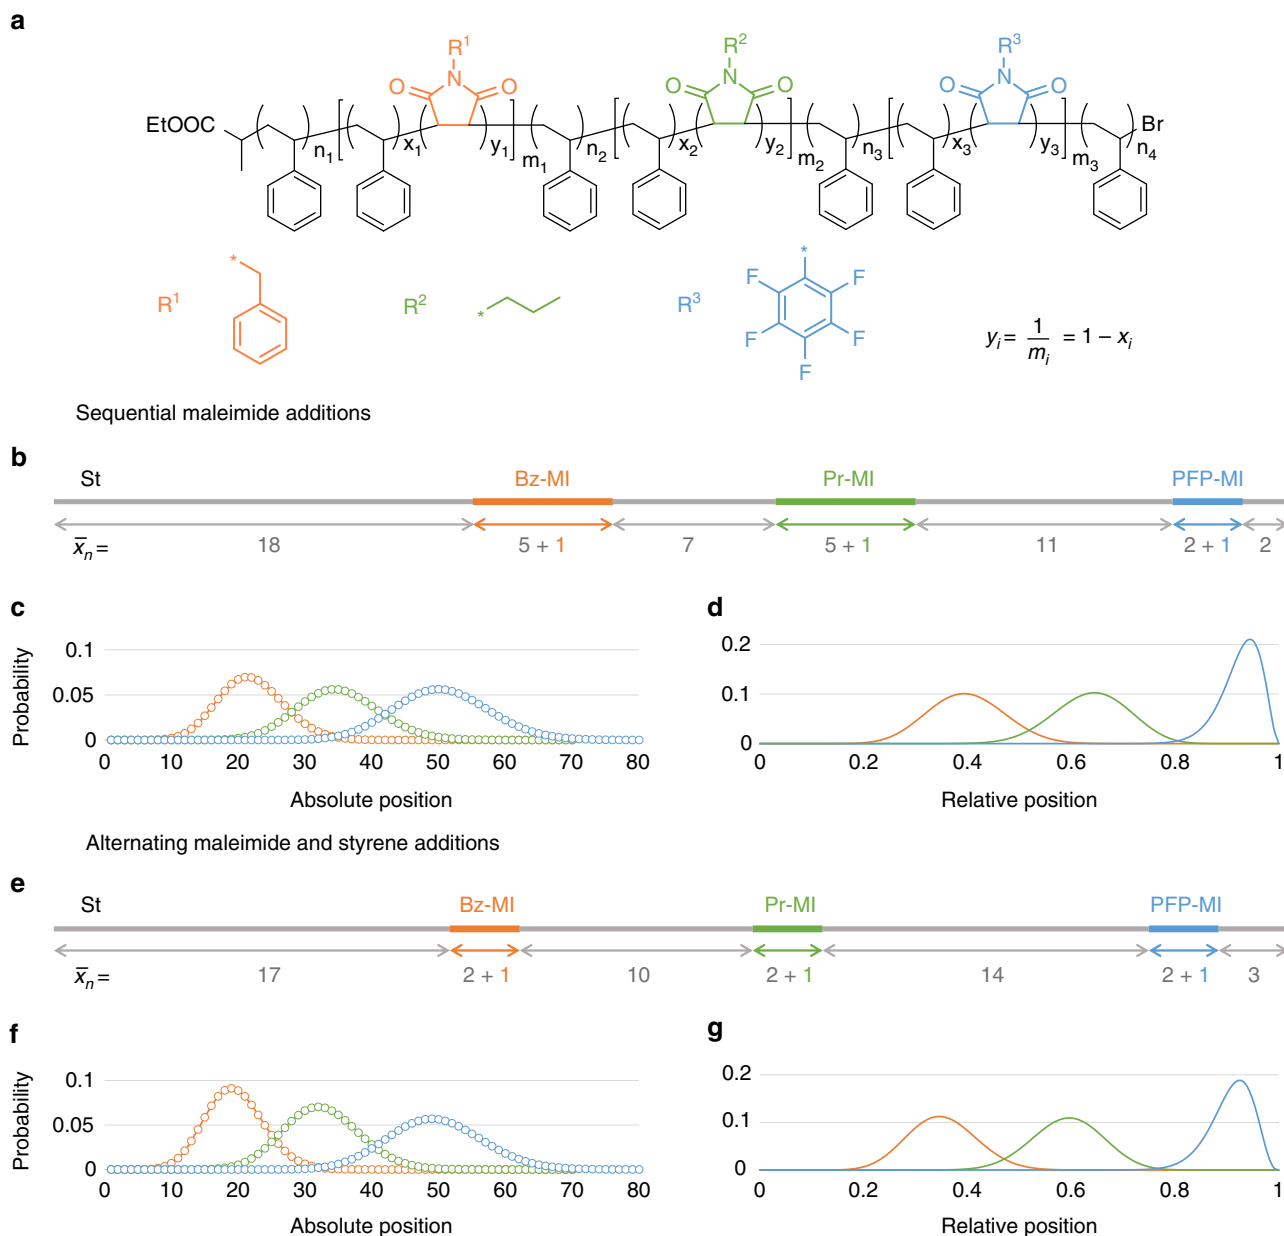 a
R¹ R² R³
N N N
O O O O O O
EtOOC n₁ x₁ y₁ m₁ n₂ x₂ y₂ m₂ n₃ x₃ y₃ m₃ n₄ Br
R¹ * R² * R³ * F F F F F
yᵢ = 1/mᵢ = 1 − xᵢ
Sequential maleimide additions
b
St Bz-MI Pr-MI PFP-MI
x̅ₙ = 18 5 + 1 7 5 + 1 11 2 + 1 2
c
Probability
0.1
0.05
0
0 10 20 30 40 50 60 70 80
Absolute position
d
0.2
0.1
0
0 0.2 0.4 0.6 0.8 1
Relative position
Alternating maleimide and styrene additions
e
St Bz-MI Pr-MI PFP-MI
x̅ₙ = 17 2 + 1 10 2 + 1 14 2 + 1 3
f
Probability
0.1
0.05
0
0 10 20 30 40 50 60 70 80
Absolute position
g
0.2
0.1
0
0 0.2 0.4 0.6 0.8 1
Relative position